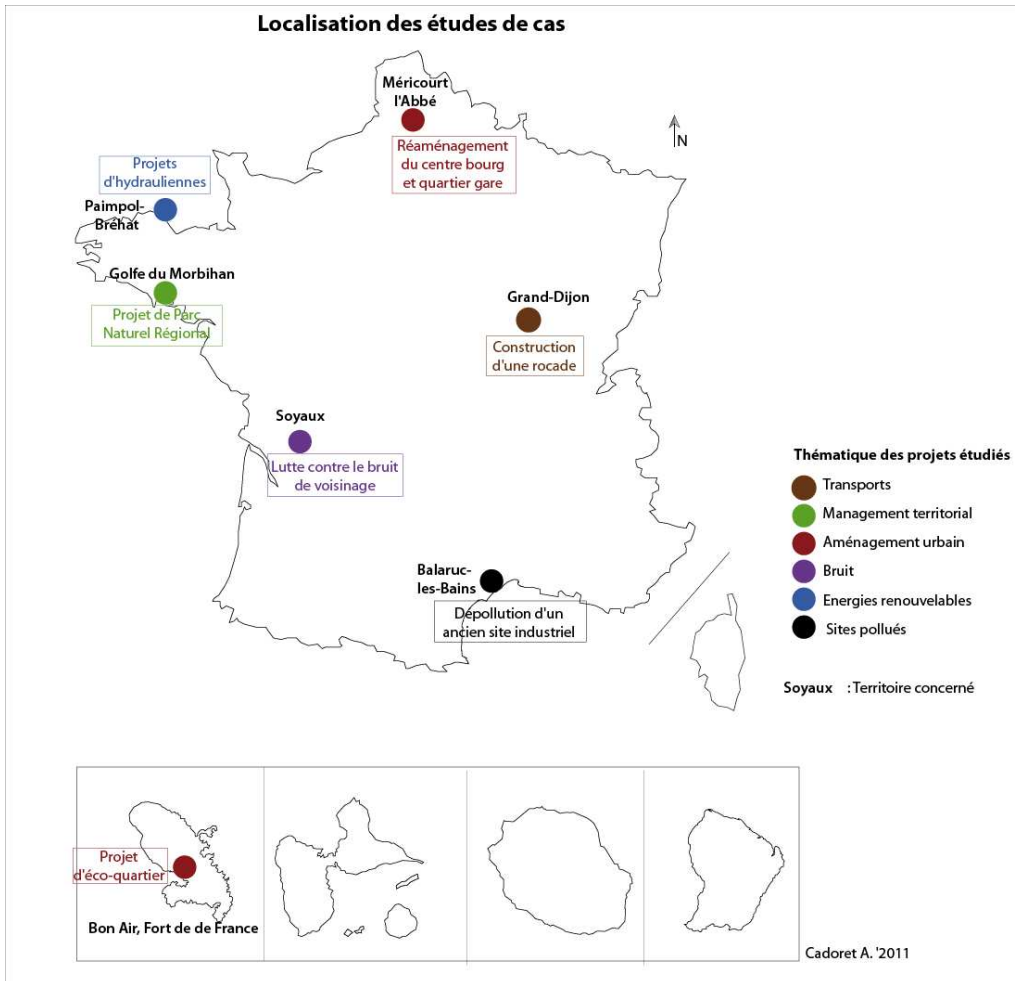 Localisation des études de cas
Méricourt
l'Abbé
N
Réaménagement
du centre bourg
et quartier gare
Projets
d'hydrauliennes
Paimpol-
Bréhat
Golfe du Morbihan
Projet de Parc
Naturel Régional
Grand-Dijon
Construction
d'une rocade
Soyaux
Lutte contre le bruit
de voisinage
Balaruc-
les-Bains
Dépollution d'un
ancien site industriel
Thématique des projets étudiés
Transports
Management territorial
Aménagement urbain
Bruit
Energies renouvelables
Sites pollués
Soyaux : Territoire concerné
Projet
d'éco-quartier
Bon Air, Fort de de France
Cadoret A. '2011